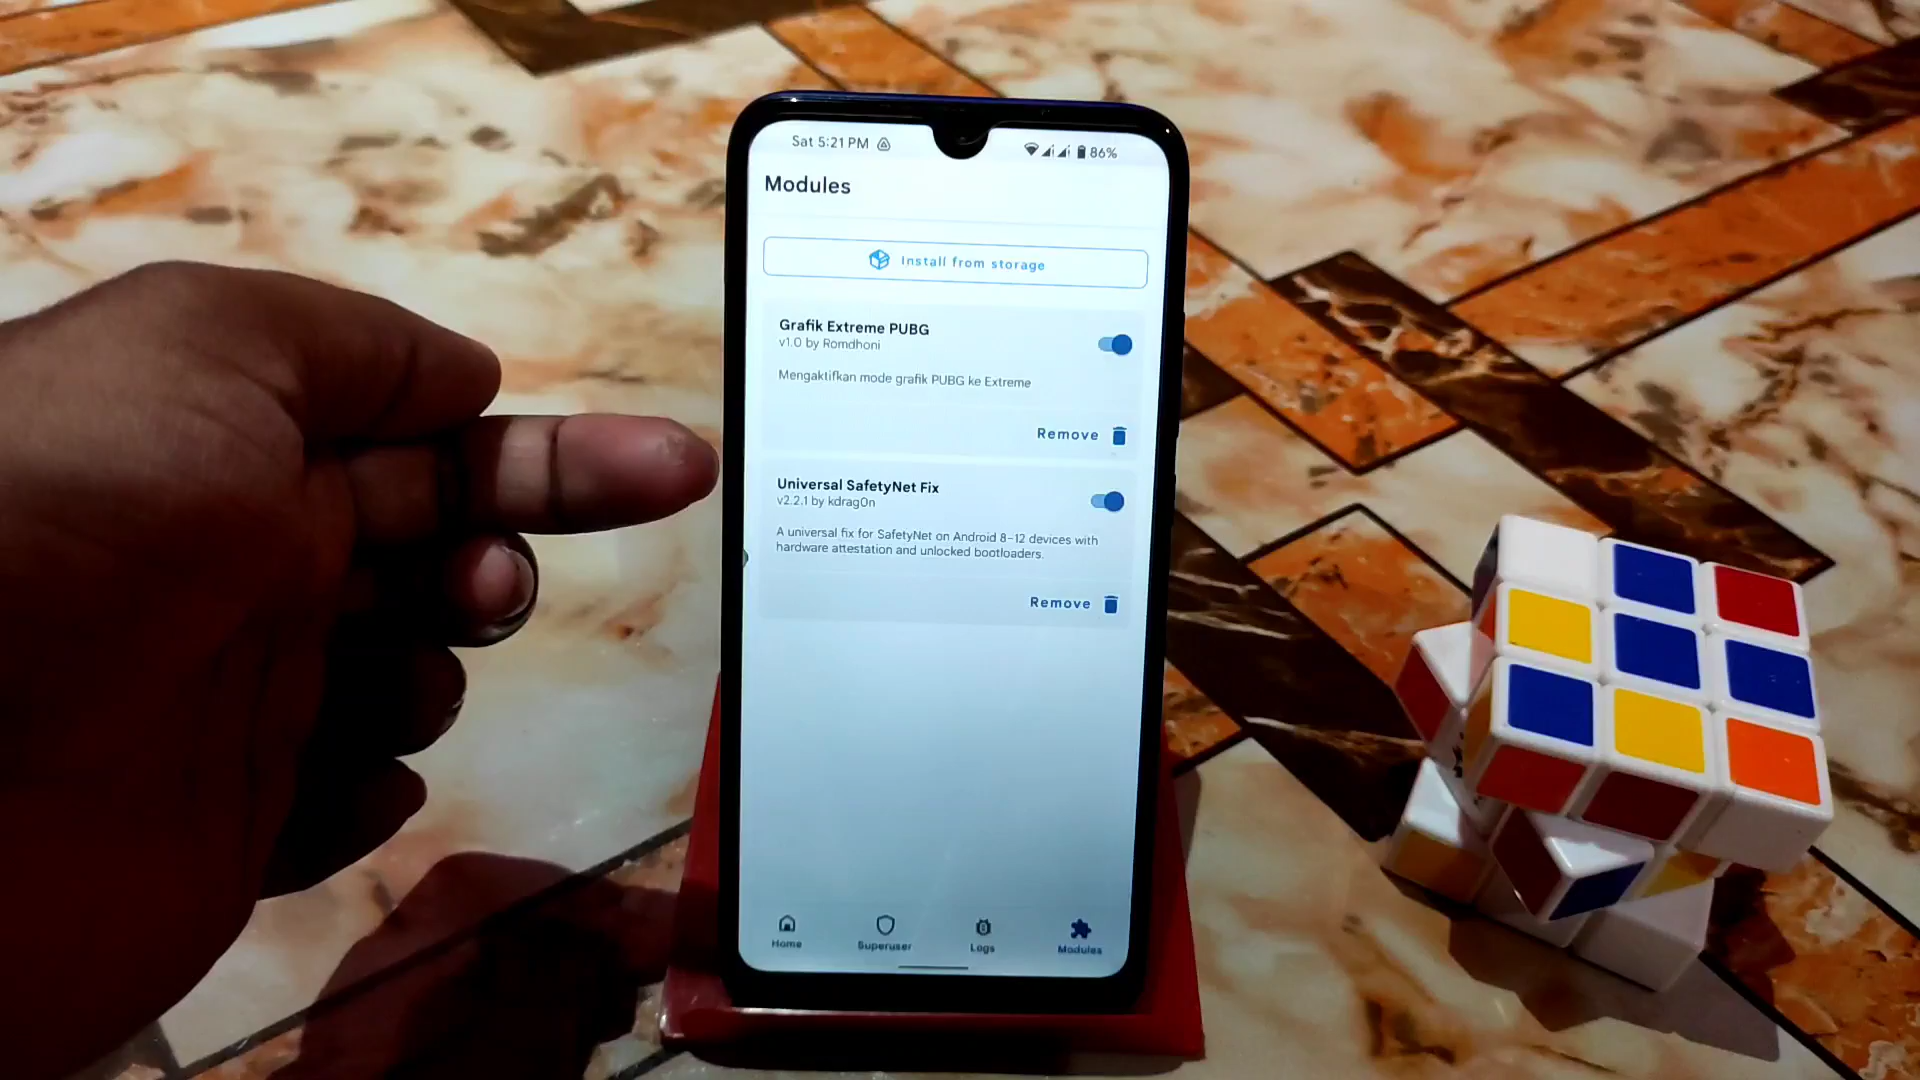 Sat 5:21 PM
86%
Modules
Install from storage
Grafik Extreme PUBG
v1.0 by Romdhoni
Mengaktifkan mode grafik PUBG ke Extreme
Remove
Universal SafetyNet Fix
v2.2.1 by kdrag0n
A universal fix for SafetyNet on Android 8–12 devices with
hardware attestation and unlocked bootloaders.
Remove
Home
Superuser
Logs
Modules